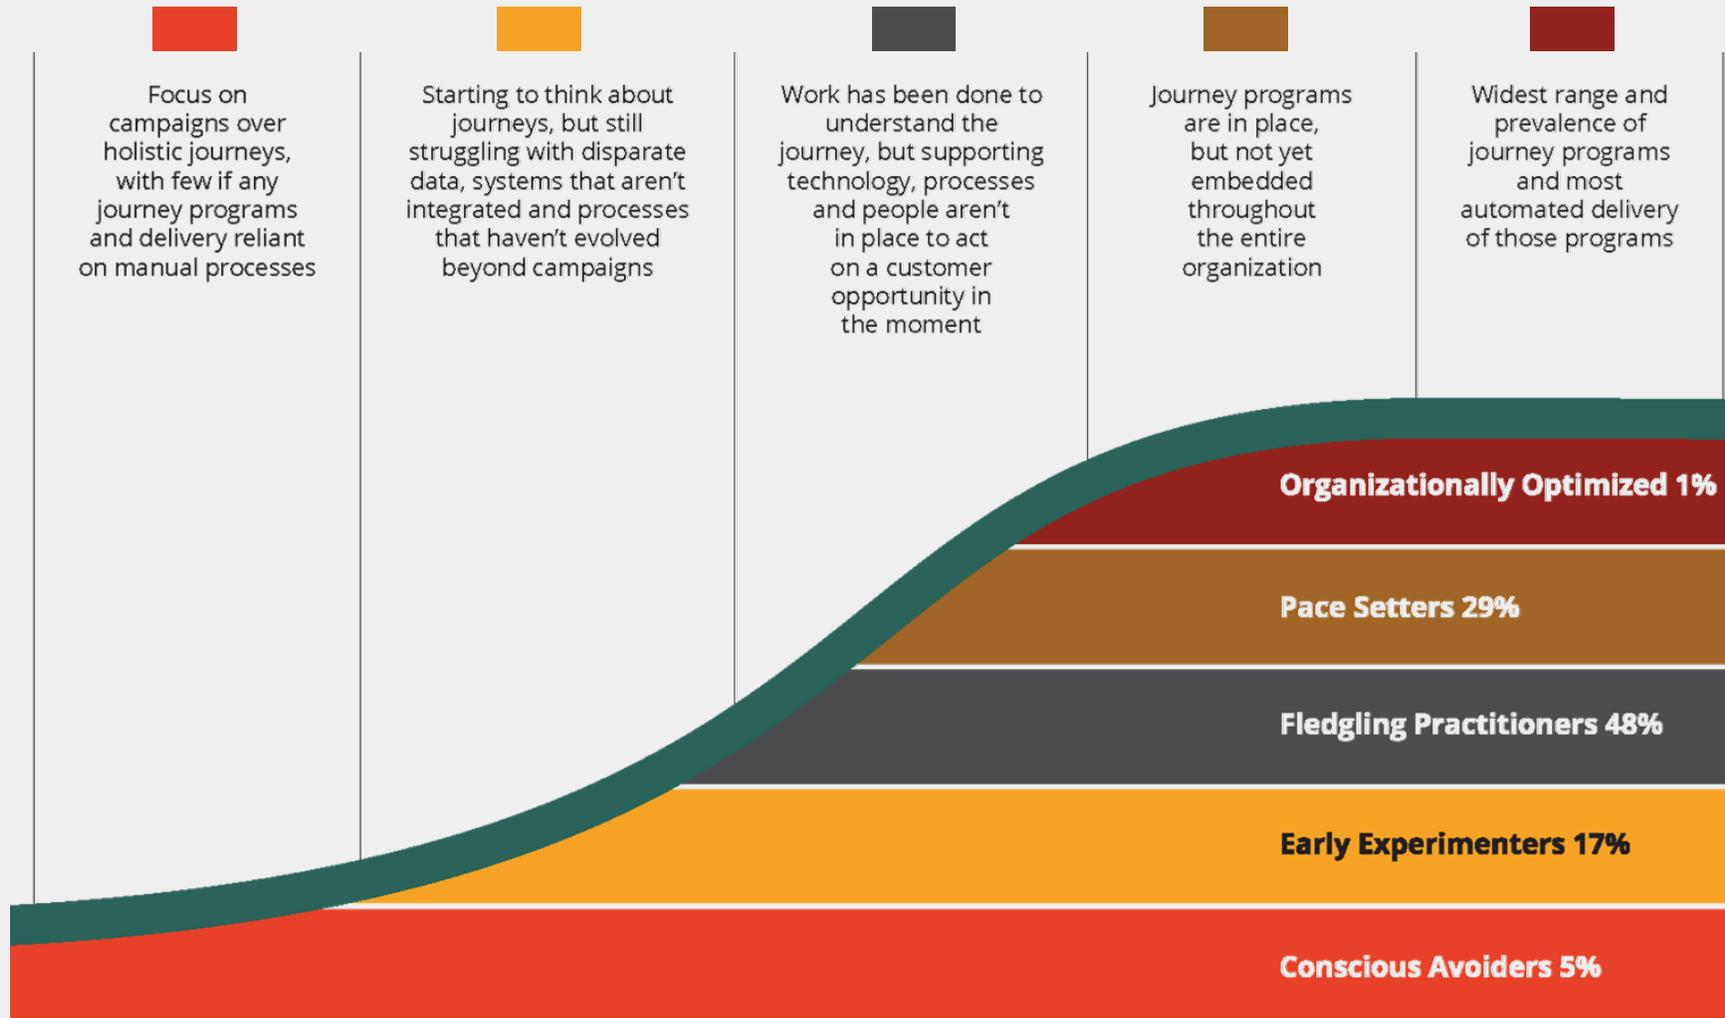 Focus on
campaigns over
holistic journeys,
with few if any
journey programs
and delivery reliant
on manual processes
Starting to think about
journeys, but still
struggling with disparate
data, systems that aren’t
integrated and processes
that haven’t evolved
beyond campaigns
Work has been done to
understand the
journey, but supporting
technology, processes
and people aren’t
in place to act
on a customer
opportunity in
the moment
Journey programs
are in place,
but not yet
embedded
throughout
the entire
organization
Widest range and
prevalence of
journey programs
and most
automated delivery
of those programs
Organizationally Optimized 1%
Pace Setters 29%
Fledgling Practitioners 48%
Early Experimenters 17%
Conscious Avoiders 5%